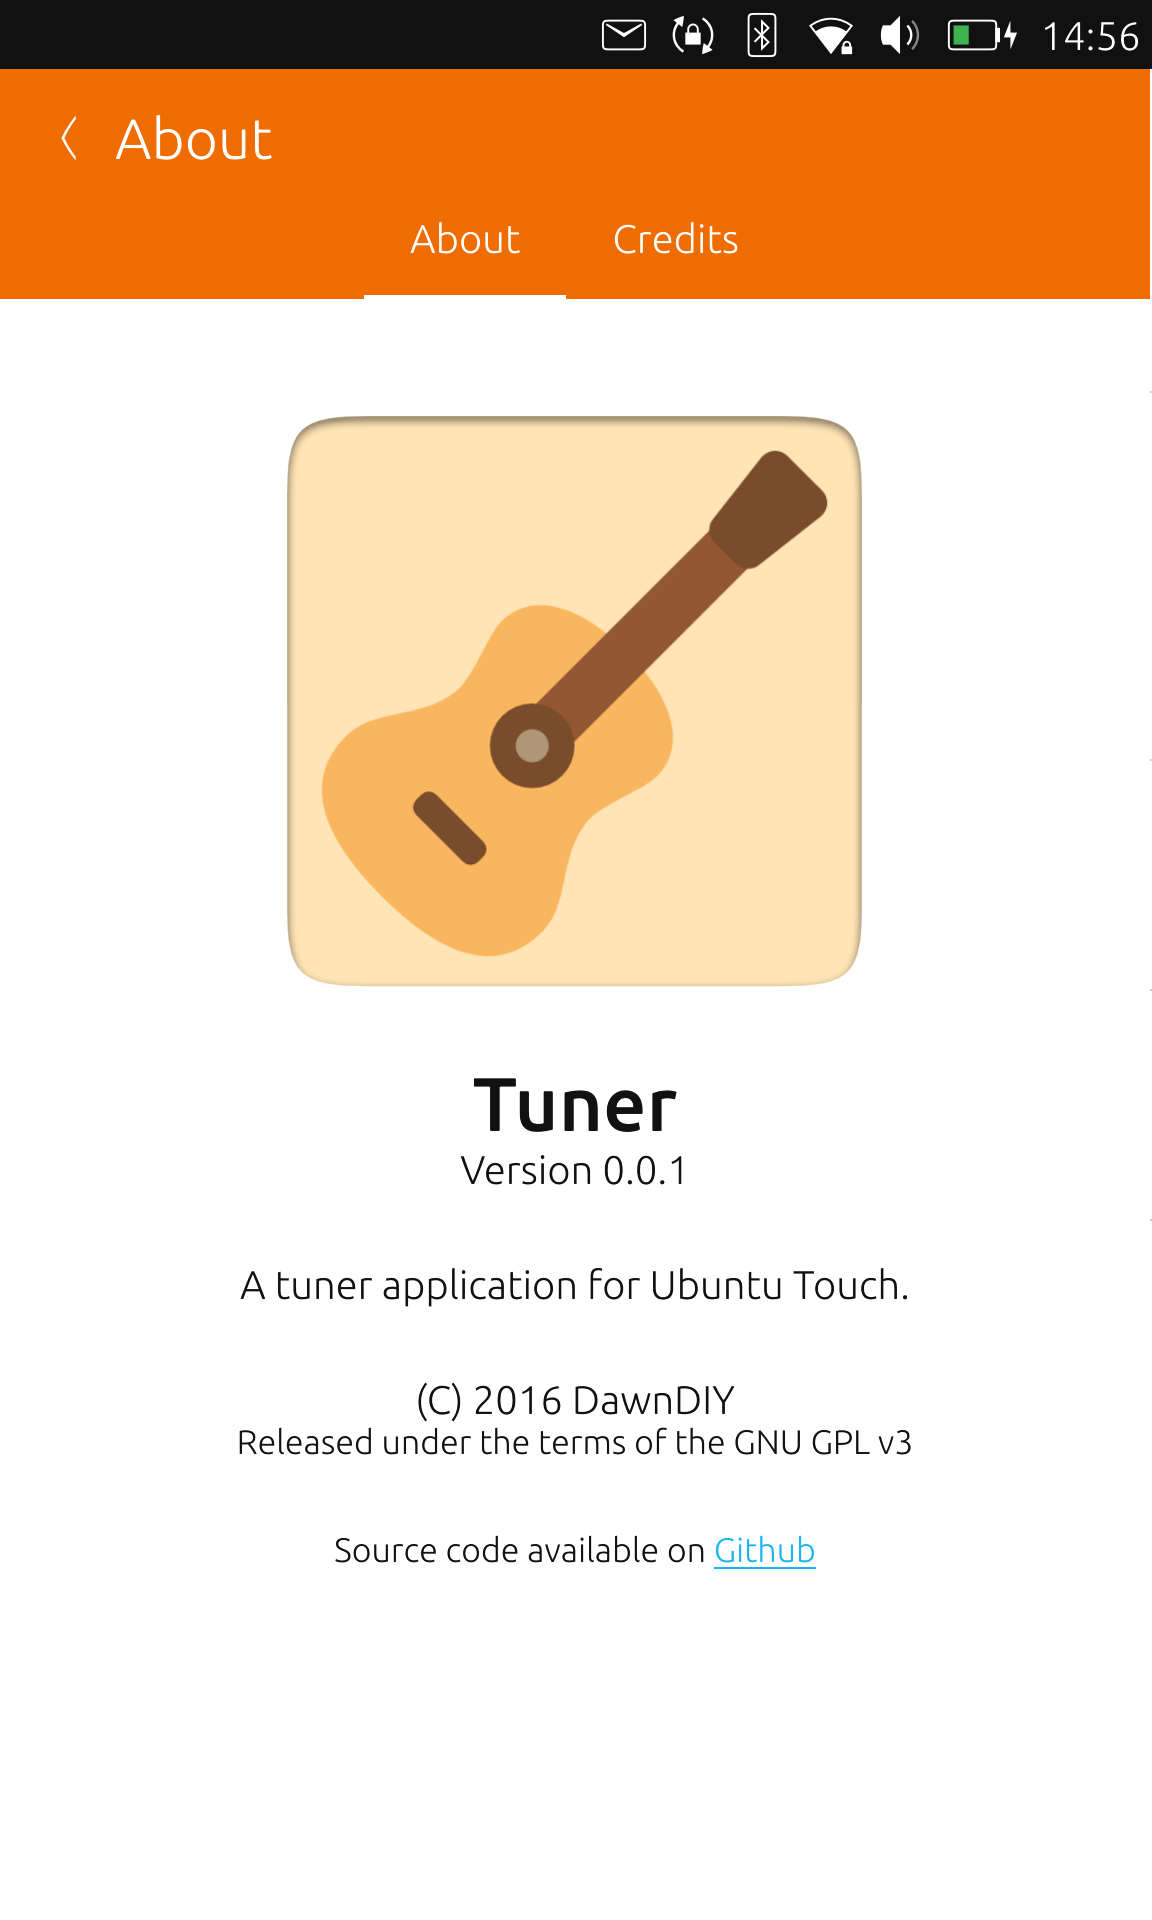 14:56
About
About Credits
Tuner
Version 0.0.1
A tuner application for Ubuntu Touch.
(C) 2016 DawnDIY
Released under the terms of the GNU GPL v3
Source code available on Github